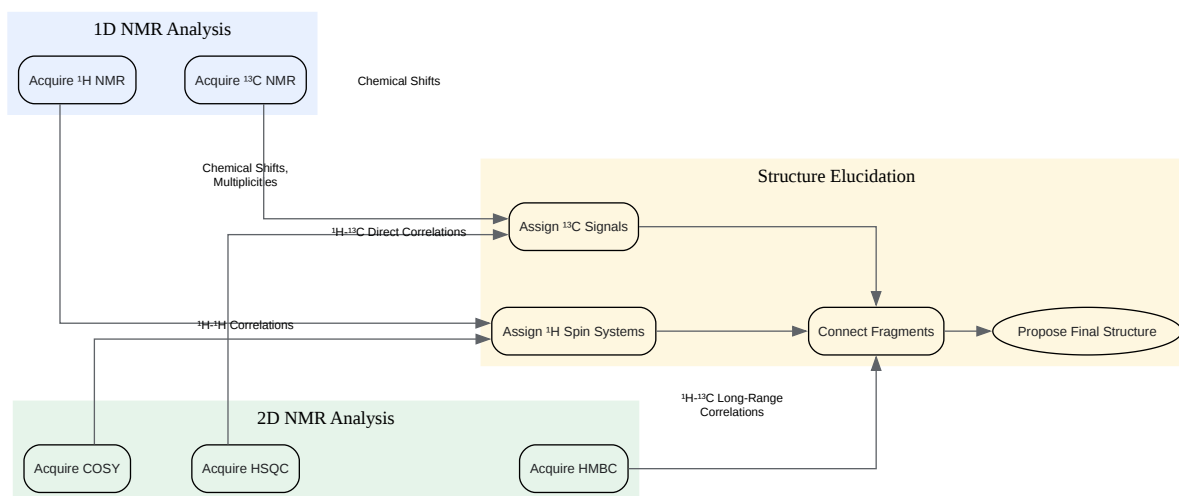 1D NMR Analysis
Acquire ¹H NMR
Acquire ¹³C NMR
Chemical Shifts
Chemical Shifts,
Multiplicities
Structure Elucidation
Assign ¹³C Signals
¹H-¹³C Direct Correlations
¹H-¹H Correlations
Assign ¹H Spin Systems
Connect Fragments
Propose Final Structure
¹H-¹³C Long-Range
Correlations
2D NMR Analysis
Acquire COSY
Acquire HSQC
Acquire HMBC